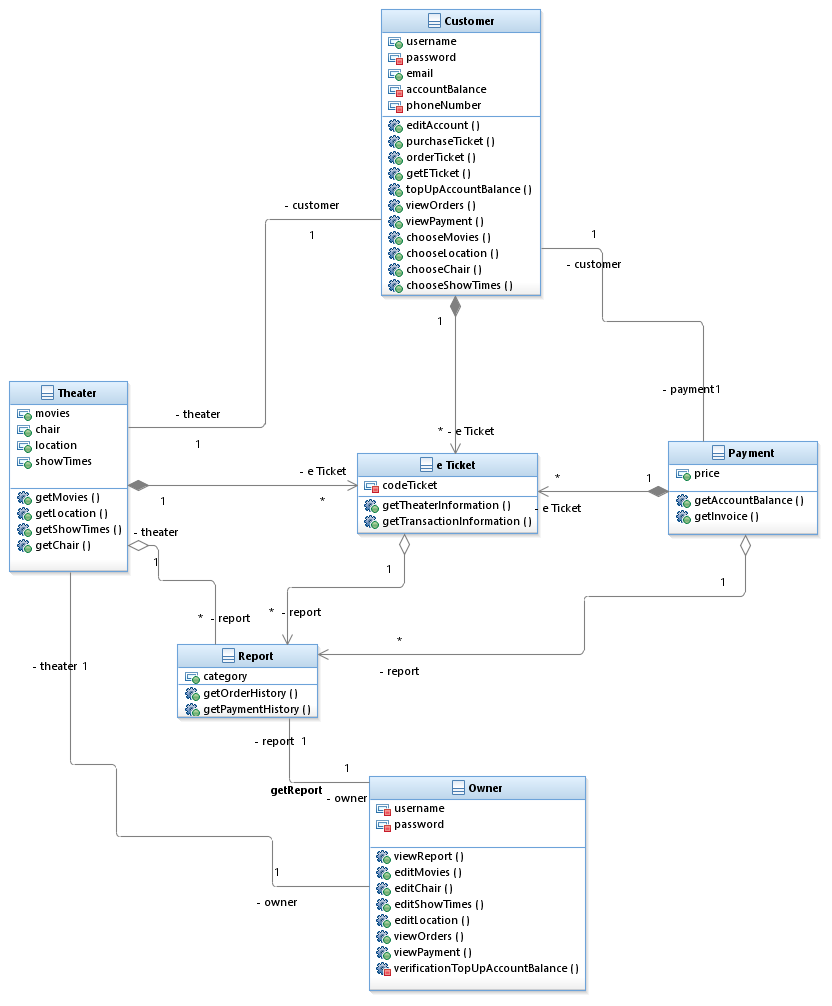 Customer
username
password
email
accountBalance
phoneNumber
editAccount ( )
purchaseTicket ( )
orderTicket ( )
getETicket ( )
topUpAccountBalance ( )
viewOrders ( )
viewPayment ( )
chooseMovies ( )
chooseLocation ( )
chooseChair ( )
chooseShowTimes ( )
- customer
1
1
- customer
1
- payment1
Theater
movies
chair
location
showTimes
getMovies ( )
getLocation ( )
getShowTimes ( )
getChair ( )
- theater
1
* - e Ticket
- e Ticket
1
*
e Ticket
codeTicket
getTheaterInformation ( )
getTransactionInformation ( )
*
1
- e Ticket
Payment
price
getAccountBalance ( )
getInvoice ( )
- theater
1
1
1
* - report
* - report
*
- report
Report
category
getOrderHistory ( )
getPaymentHistory ( )
- theater 1
- report 1
1
getReport
- owner
Owner
username
password
viewReport ( )
editMovies ( )
editChair ( )
editShowTimes ( )
editLocation ( )
viewOrders ( )
viewPayment ( )
verificationTopUpAccountBalance ( )
1
- owner